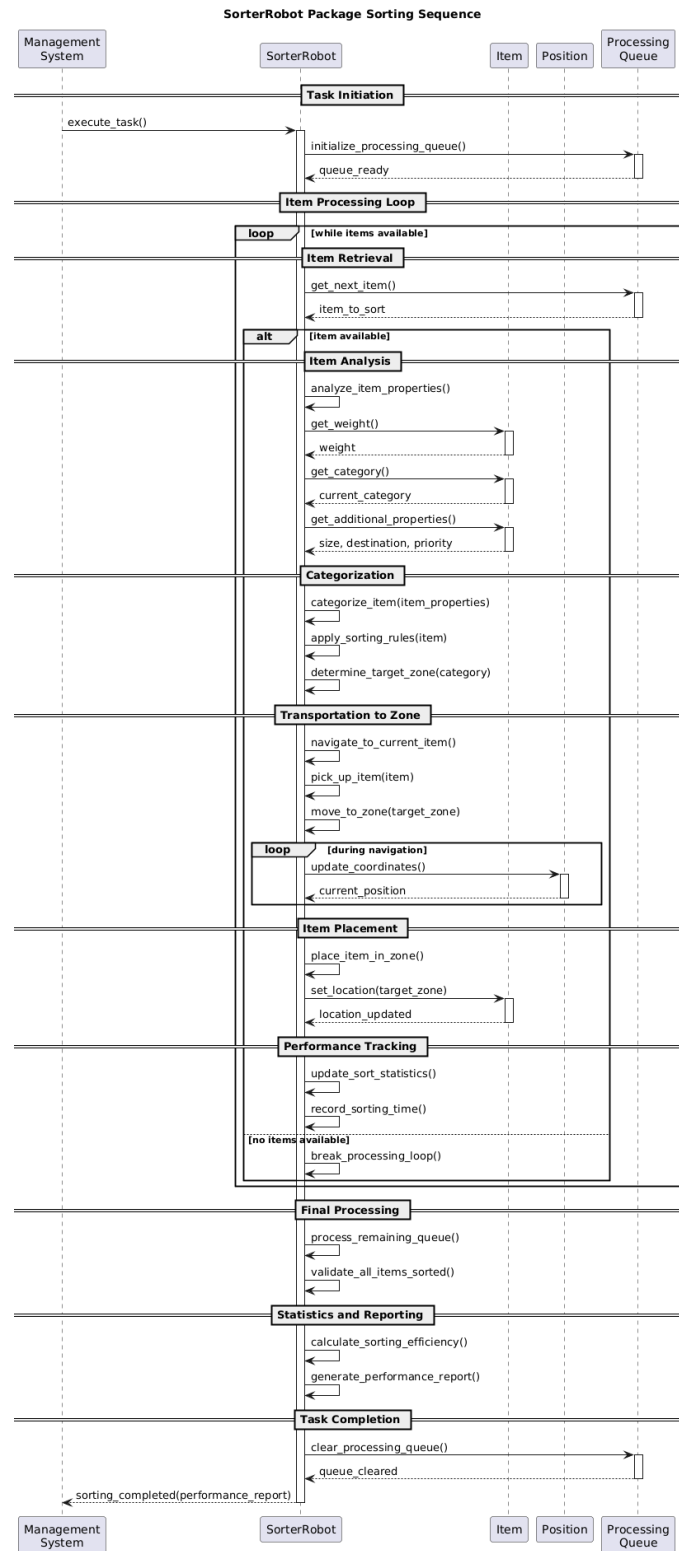 SorterRobot Package Sorting Sequence
Management
System
SorterRobot
Item
Position
Processing
Queue
Task Initiation
execute_task()
initialize_processing_queue()
queue_ready
Item Processing Loop
loop
[while items available]
Item Retrieval
get_next_item()
item_to_sort
alt
[item available]
Item Analysis
analyze_item_properties()
get_weight()
weight
get_category()
current_category
get_additional_properties()
size, destination, priority
Categorization
categorize_item(item_properties)
apply_sorting_rules(item)
determine_target_zone(category)
Transportation to Zone
navigate_to_current_item()
pick_up_item(item)
move_to_zone(target_zone)
loop
[during navigation]
update_coordinates()
current_position
Item Placement
place_item_in_zone()
set_location(target_zone)
location_updated
Performance Tracking
update_sort_statistics()
record_sorting_time()
[no items available]
break_processing_loop()
Final Processing
process_remaining_queue()
validate_all_items_sorted()
Statistics and Reporting
calculate_sorting_efficiency()
generate_performance_report()
Task Completion
clear_processing_queue()
queue_cleared
sorting_completed(performance_report)
Management
System
SorterRobot
Item
Position
Processing
Queue